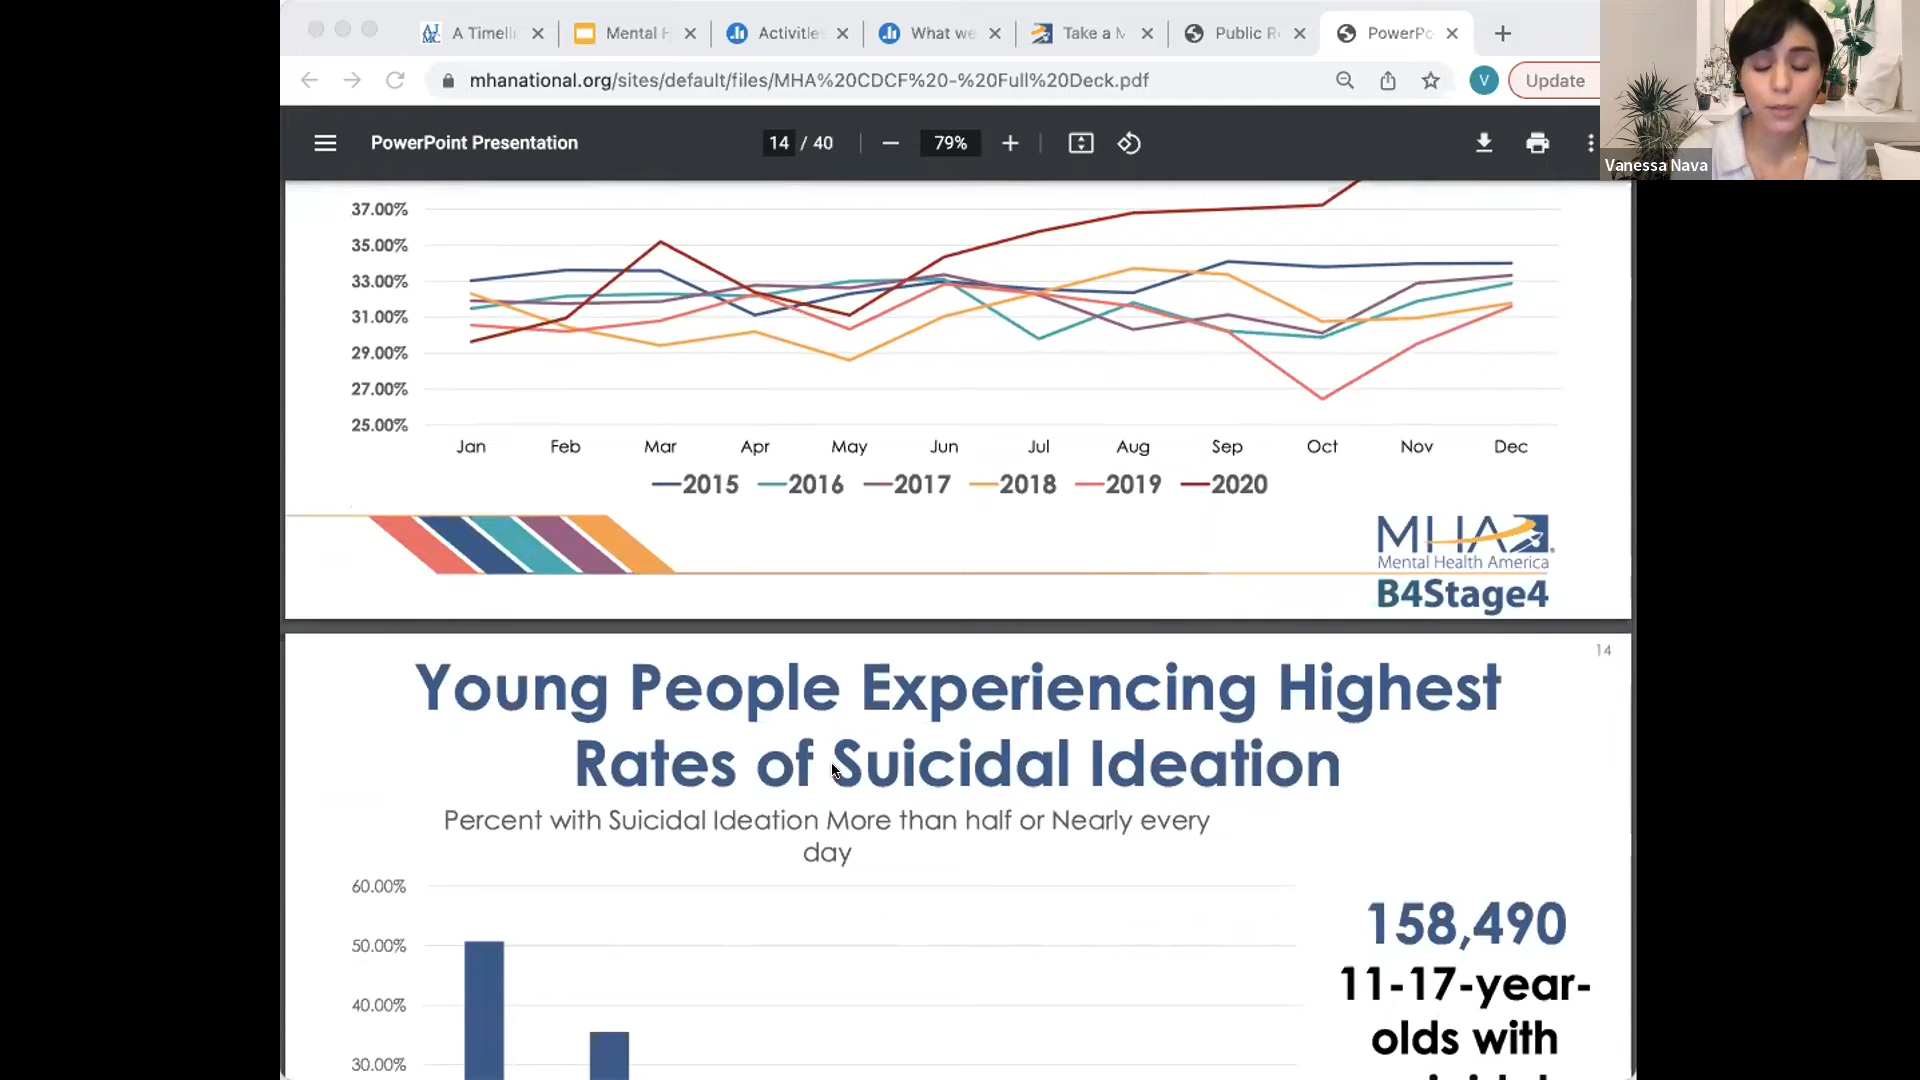 A Timeli
Mental H
Activitie
What we
Take a M
Public R
PowerPo
mhanational.org/sites/default/files/MHA%20CDCF%20-%20Full%20Deck.pdf
V
Update
PowerPoint Presentation
14 / 40
79%
Vanessa Nava
37.00%
35.00%
33.00%
31.00%
29.00%
27.00%
25.00%
Jan Feb Mar Apr May Jun Jul Aug Sep Oct Nov Dec
2015 2016 2017 2018 2019 2020
MHA
Mental Health America
B4Stage4
14
Young People Experiencing Highest
Rates of Suicidal Ideation
Percent with Suicidal Ideation More than half or Nearly every
day
60.00%
50.00%
40.00%
30.00%
158,490
11-17-year-
olds with